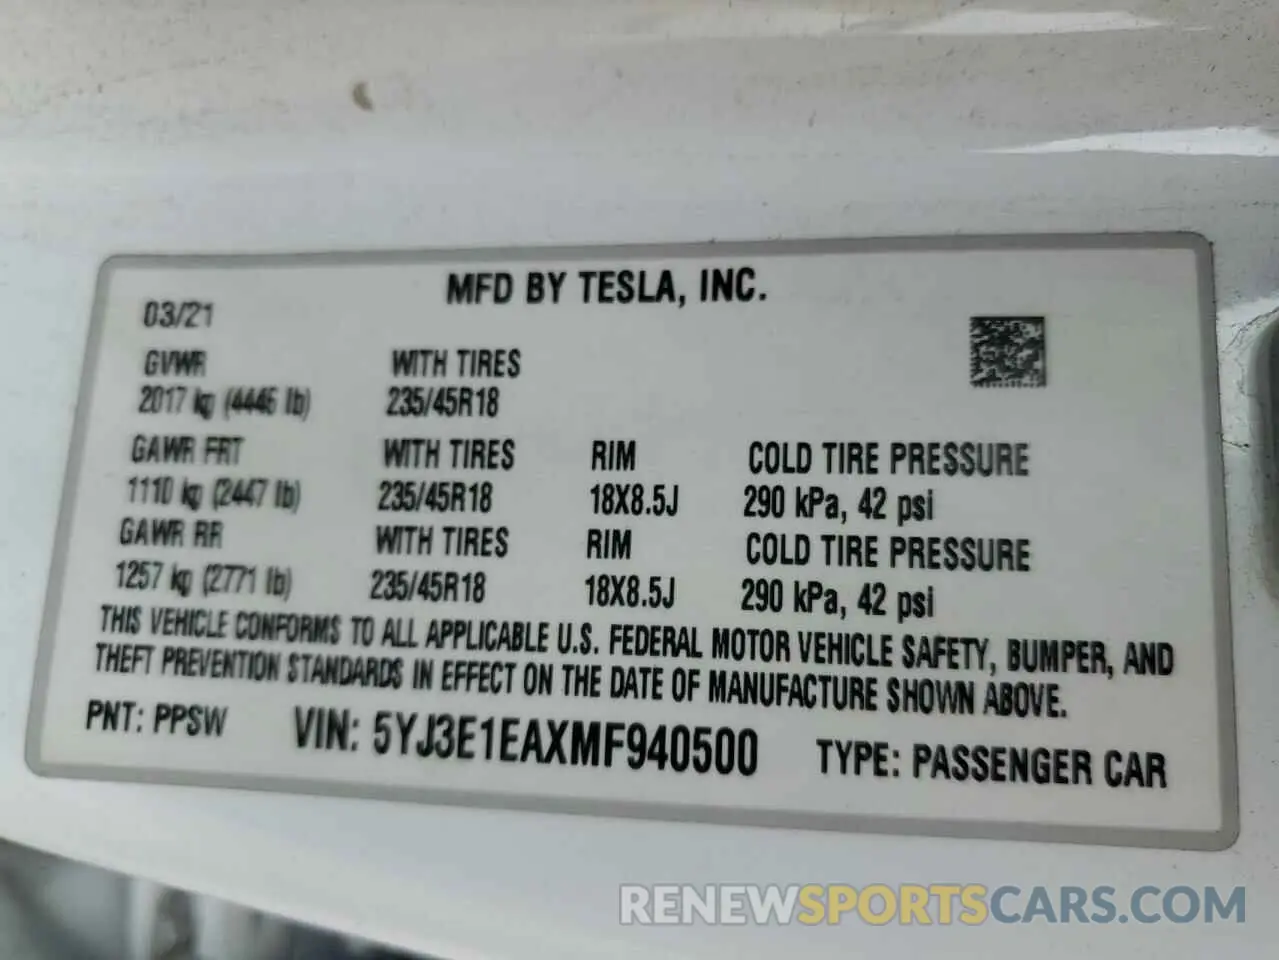 MFD BY TESLA, INC.
03/21
GVWR WITH TIRES
2017 kg (4446 lb) 235/45R18
GAWR FRT WITH TIRES RIM COLD TIRE PRESSURE
1110 kg (2447 lb) 235/45R18 18X8.5J 290 kPa, 42 psi
GAWR RR WITH TIRES RIM COLD TIRE PRESSURE
1257 kg (2771 lb) 235/45R18 18X8.5J 290 kPa, 42 psi
THIS VEHICLE CONFORMS TO ALL APPLICABLE U.S. FEDERAL MOTOR VEHICLE SAFETY, BUMPER, AND
THEFT PREVENTION STANDARDS IN EFFECT ON THE DATE OF MANUFACTURE SHOWN ABOVE.
PNT: PPSW VIN: 5YJ3E1EAXMF940500 TYPE: PASSENGER CAR
RENEWSPORTSCARS.COM